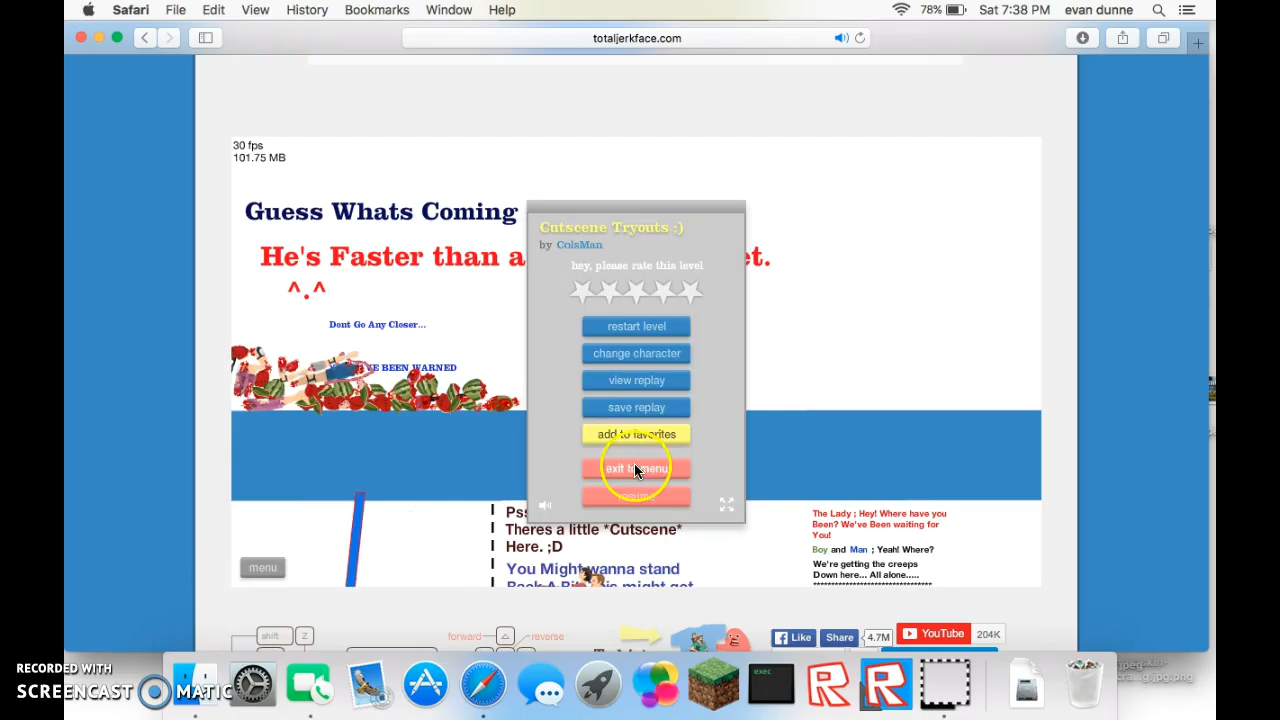 Safari File Edit View History Bookmarks Window Help 78% Sat 7:38 PM evan dunne
totaljerkface.com
30 fps
101.75 MB
Guess Whats Coming
He's Faster than a et.
^.^
Dont Go Any Closer...
VE BEEN WARNED
Cutscene Tryouts :)
by ColsMan
hey, please rate this level
restart level
change character
view replay
save replay
add to favorites
exit to menu
resume
menu
Theres a little *Cutscene*
Here. ;D
You Might wanna stand
The Lady ; Hey! Where have you
Been? We've Been waiting for
You!
Boy and Man ; Yeah! Where?
We're getting the creeps
Down here... All alone.....
********************************
shift Z
forward reverse
Like Share 4.7M YouTube 204K
exec
RECORDED WITH
SCREENCAST MATIC